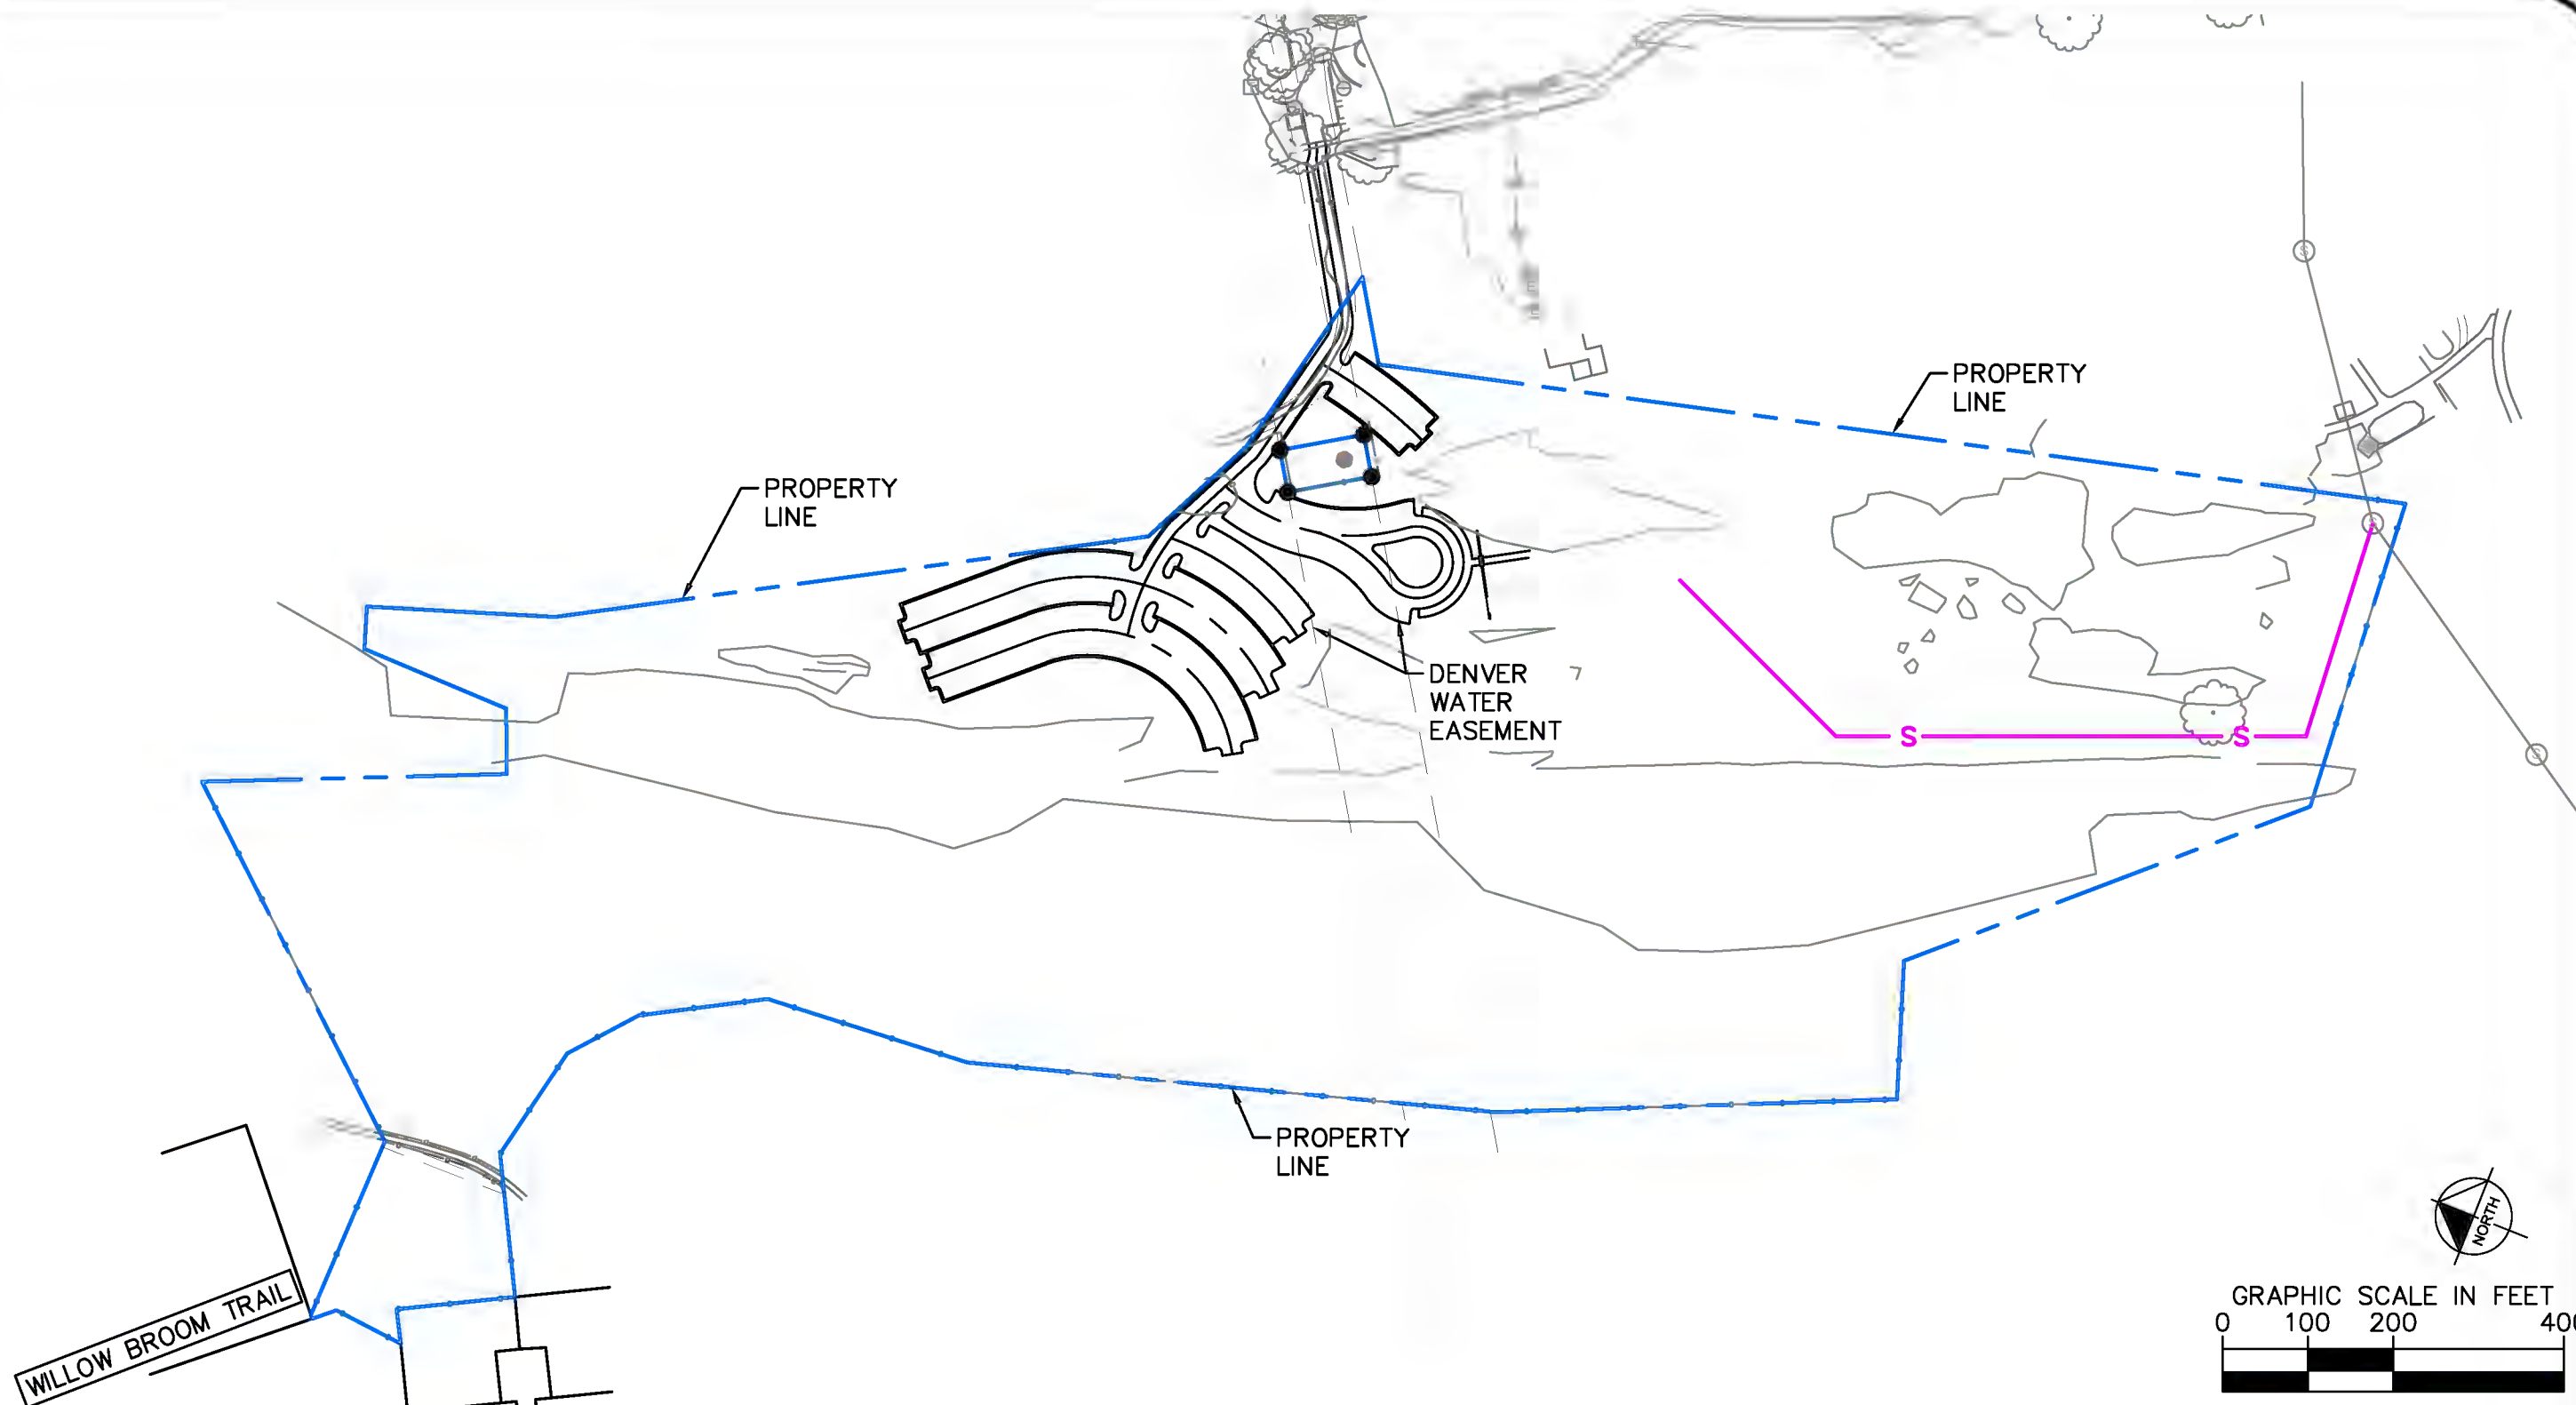 S
PROPERTY
LINE
PROPERTY
LINE
S
DENVER
WATER
EASEMENT
S S
S
PROPERTY
LINE
NORTH
WILLOW BROOM TRAIL
GRAPHIC SCALE IN FEET
0 100 200 400